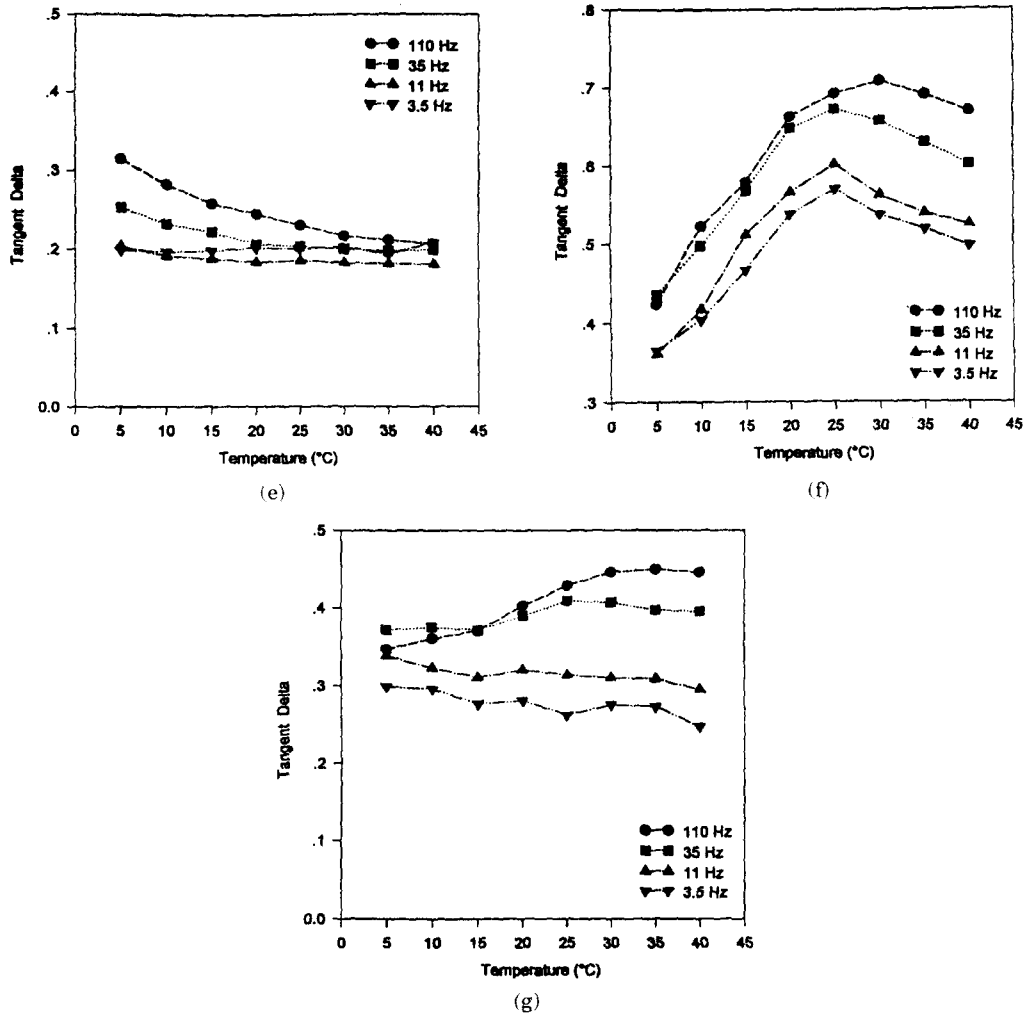 .5
.4
.3
.2
.1
0.0
Tangent Delta
110 Hz
35 Hz
11 Hz
3.5 Hz
0 5 10 15 20 25 30 35 40 45
Temperature (°C)
(e)
.8
.7
.6
.5
.4
.3
Tangent Delta
110 Hz
35 Hz
11 Hz
3.5 Hz
0 5 10 15 20 25 30 35 40 45
Temperature (°C)
(f)
.5
.4
.3
.2
.1
0.0
Tangent Delta
110 Hz
35 Hz
11 Hz
3.5 Hz
0 5 10 15 20 25 30 35 40 45
Temperature (°C)
(g)